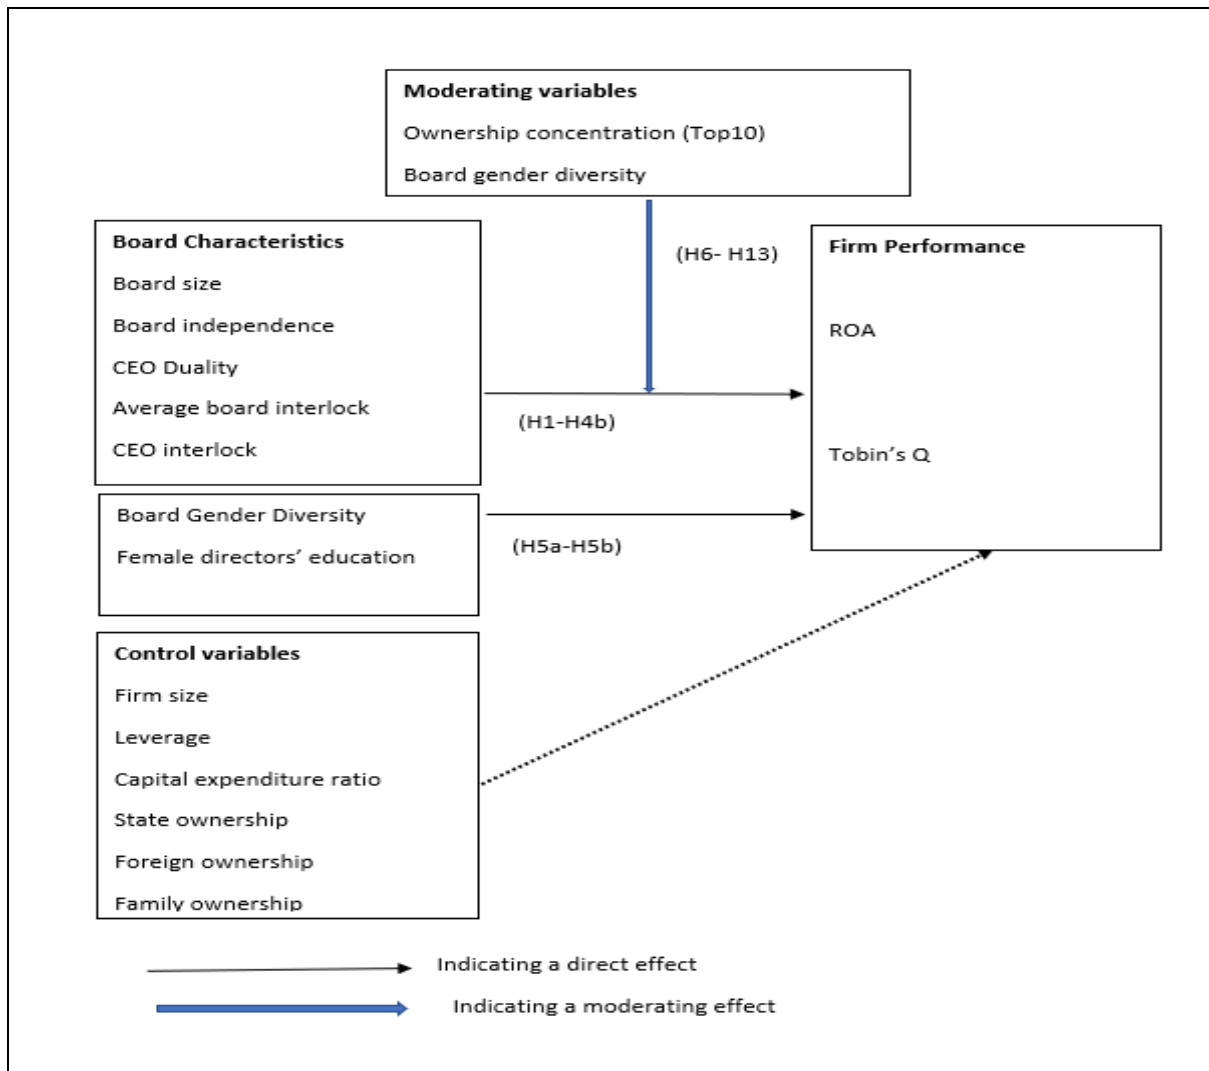 Moderating variables
Ownership concentration (Top10)
Board gender diversity
Board Characteristics
Board size
Board independence
CEO Duality
Average board interlock
CEO interlock
(H6- H13)
Firm Performance
ROA
Tobin’s Q
(H1-H4b)
Board Gender Diversity
Female directors’ education
(H5a-H5b)
Control variables
Firm size
Leverage
Capital expenditure ratio
State ownership
Foreign ownership
Family ownership
Indicating a direct effect
Indicating a moderating effect